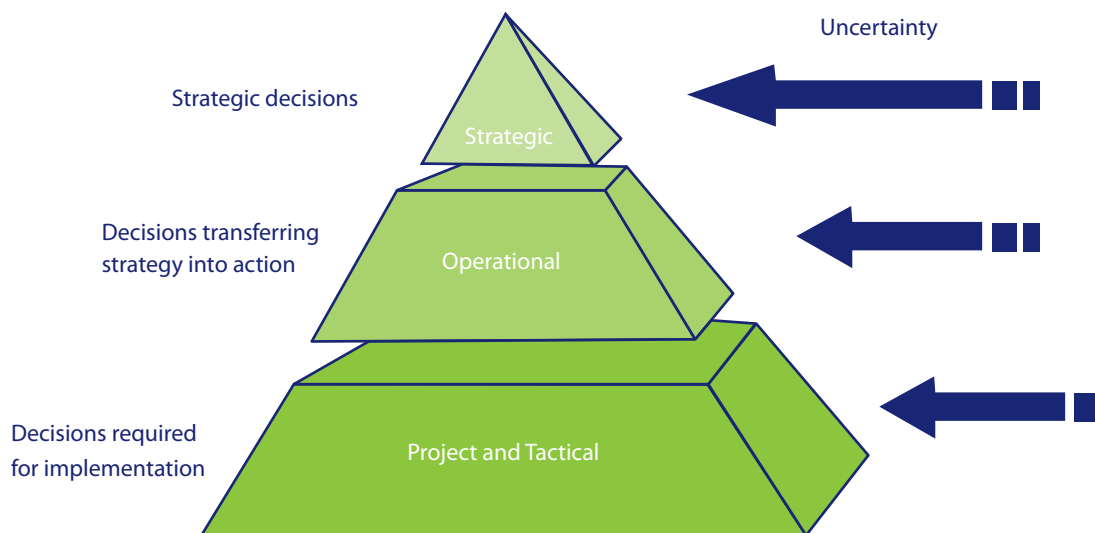 Uncertainty
Strategic decisions
Strategic
Decisions transferring
strategy into action
Operational
Decisions required
for implementation
Project and Tactical